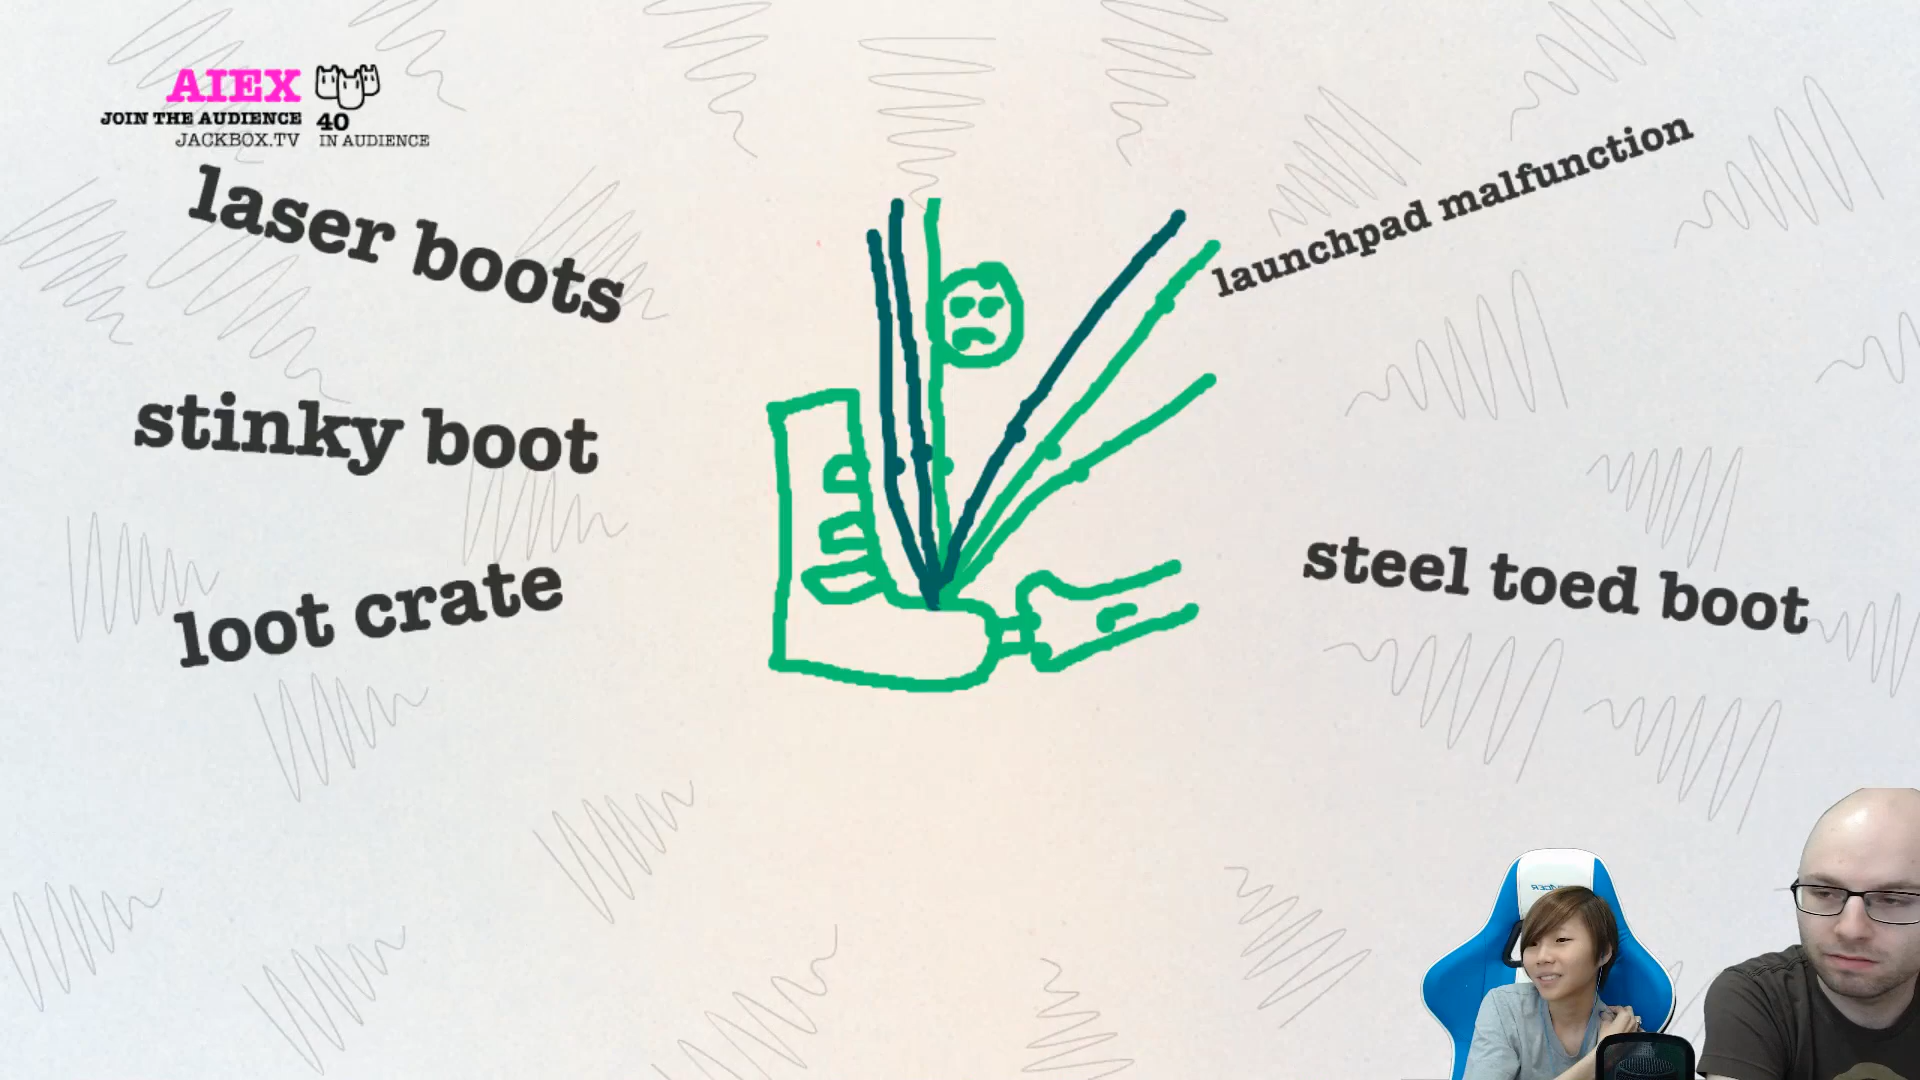 AIEX
JOIN THE AUDIENCE
JACKBOX.TV
40
IN AUDIENCE
laser boots
launchpad malfunction
stinky boot
loot crate
steel toed boot